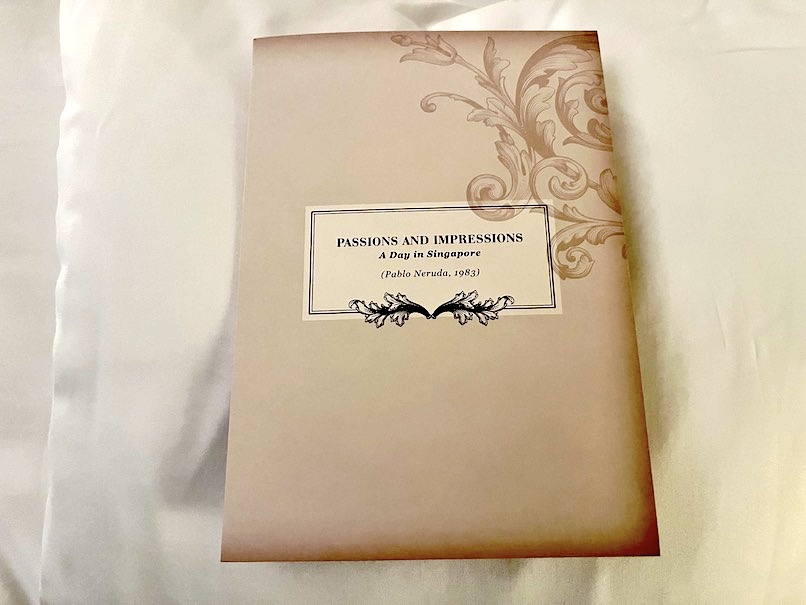 PASSIONS AND IMPRESSIONS
A Day in Singapore
(Pablo Neruda, 1983)